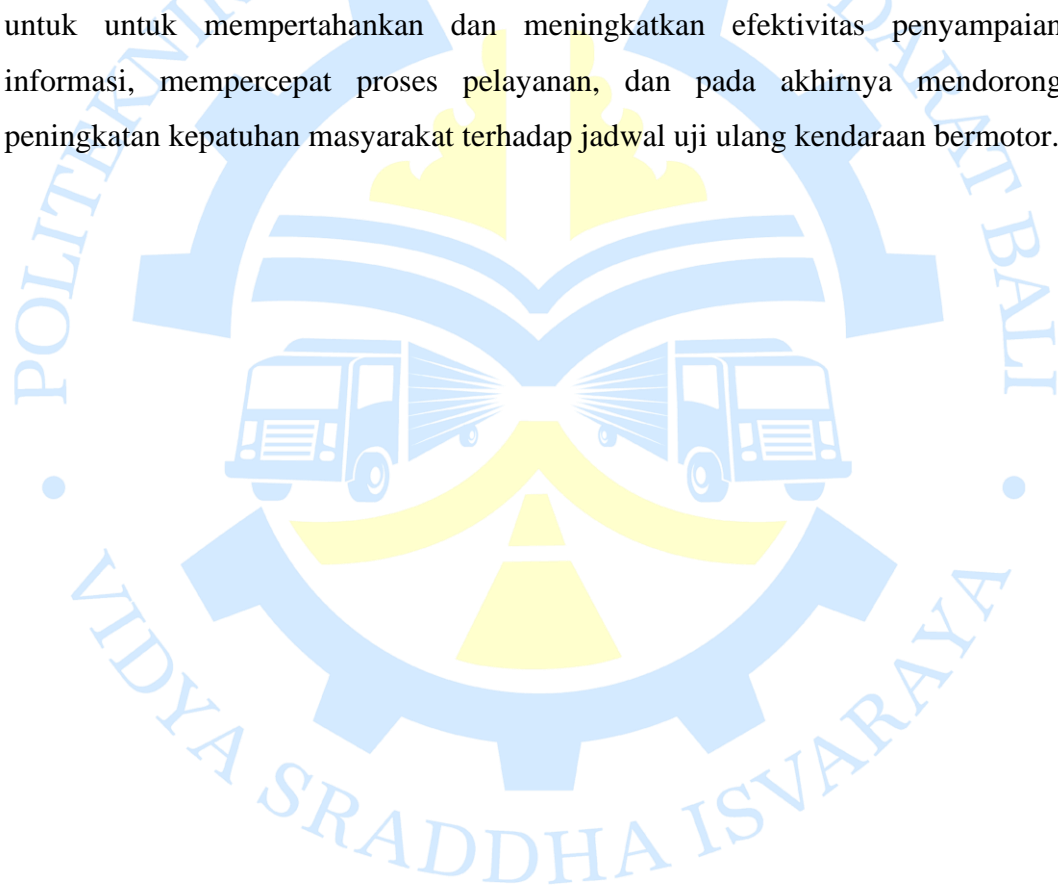 untuk untuk mempertahankan dan meningkatkan efektivitas penyampaian
informasi, mempercepat proses pelayanan, dan pada akhirnya mendorong
peningkatan kepatuhan masyarakat terhadap jadwal uji ulang kendaraan bermotor.
POLITEKNIK
DARAT BALI
VIDYA SRADDHA ISVARAYA